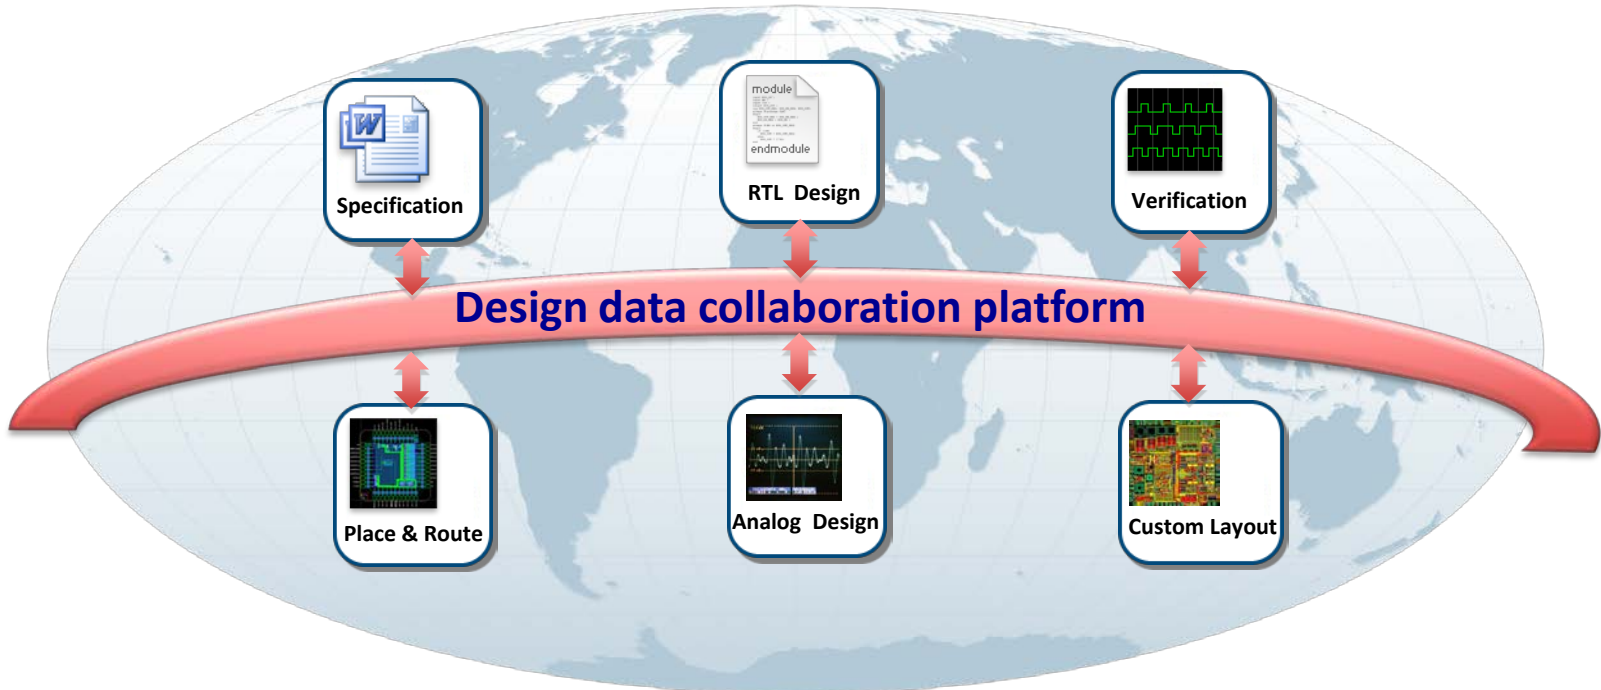 module
endmodule
Specification
RTL Design
Verification
Design data collaboration platform
Place & Route
Analog Design
Custom Layout